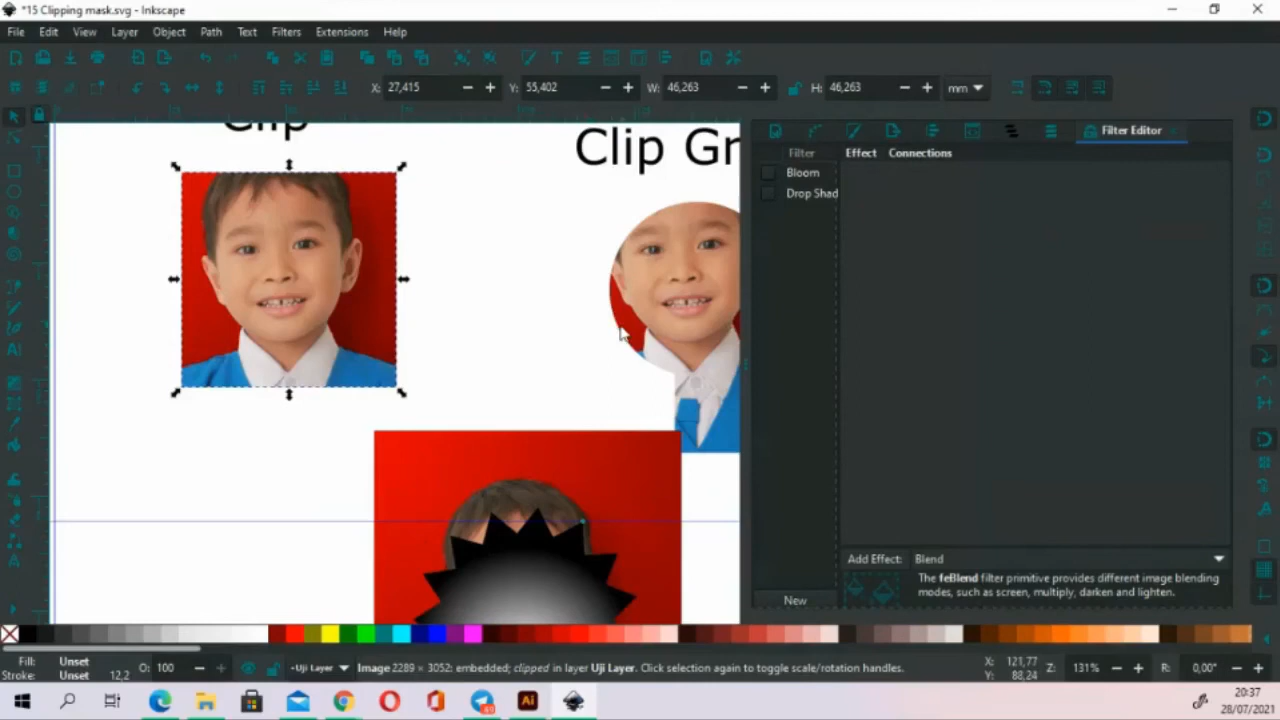 *15 Clipping mask.svg - Inkscape
File Edit View Layer Object Path Text Filters Extensions Help
X: 27,415 Y: 55,402 W: 46,263 H: 46,263 mm
Clip
Clip Gr
Filter Editor
Filter Effect Connections
Bloom
Drop Shad
Add Effect: Blend
The feBlend filter primitive provides different image blending
modes, such as screen, multiply, darken and lighten.
New
Fill: Unset
Stroke: Unset 12,2
O: 100
Uji Layer
Image 2289 × 3052: embedded; clipped in layer Uji Layer. Click selection again to toggle scale/rotation handles.
X: 121,77
Y: 88,24
Z: 131%
R: 0,00°
Ai
20:37
28/07/2021